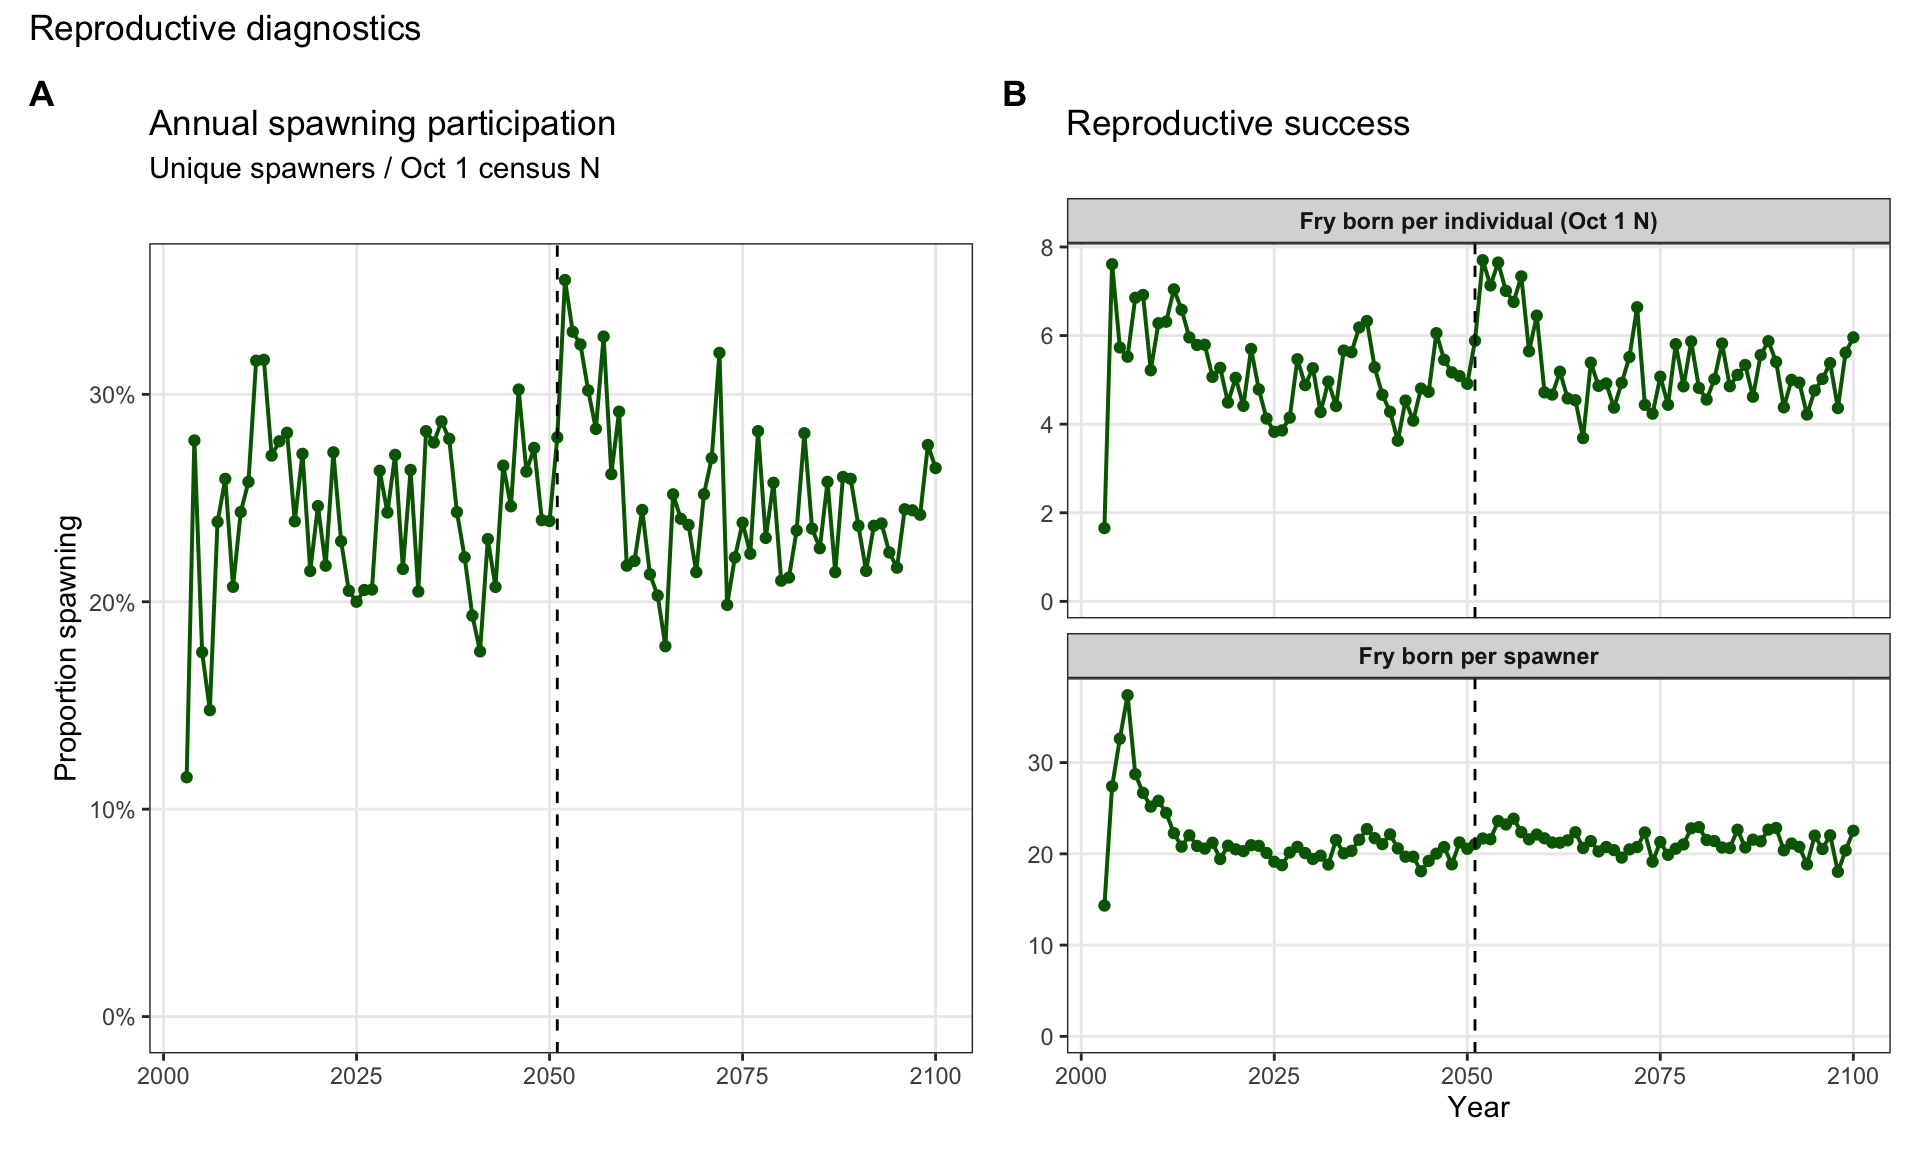 Reproductive diagnostics
A
Annual spawning participation
Unique spawners / Oct 1 census N
Proportion spawning
30%
20%
10%
0%
2000 2025 2050 2075 2100
B
Reproductive success
Fry born per individual (Oct 1 N)
8
6
4
2
0
Fry born per spawner
30
20
10
0
2000 2025 2050 2075 2100
Year